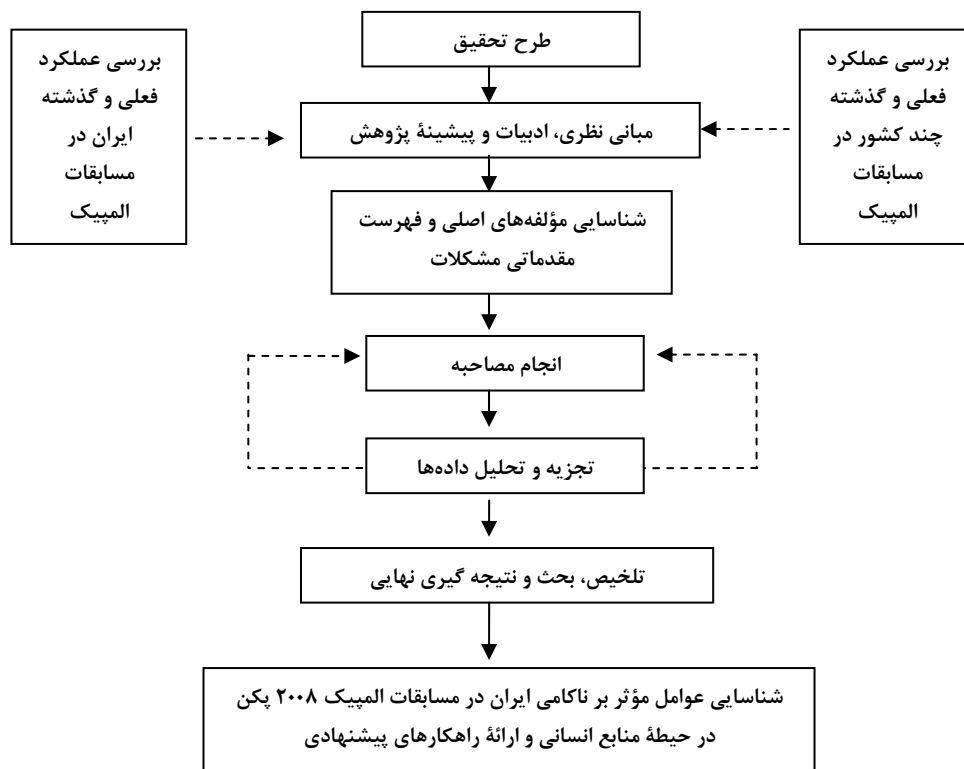 طرح تحقیق
بررسی عملکرد
فعلی و گذشته
چند کشور در
مسابقات
المپیک
بررسی عملکرد
فعلی و گذشته
ایران در
مسابقات
المپیک
مبانی نظری، ادبیات و پیشینۀ پژوهش
شناسایی مؤلفه‌های اصلی و فهرست
مقدماتی مشکلات
انجام مصاحبه
تجزیه و تحلیل داده‌ها
تلخیص، بحث و نتیجه گیری نهایی
شناسایی عوامل مؤثر بر ناکامی ایران در مسابقات المپیک ۲۰۰۸ پکن
در حیطۀ منابع انسانی و ارائۀ راهکارهای پیشنهادی